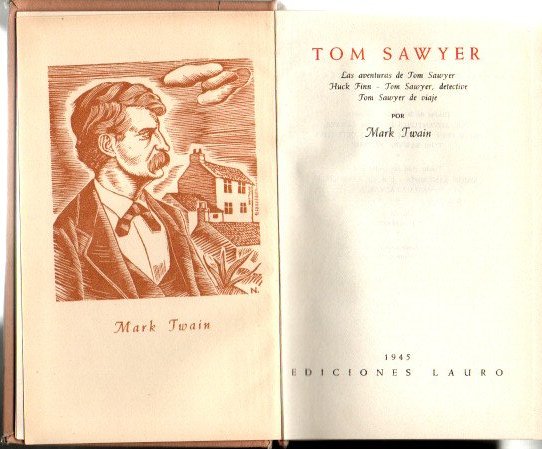 Mark Twain
N.
TOM SAWYER
Las aventuras de Tom Sawyer
Huck Finn - Tom Sawyer, detective
Tom Sawyer de viaje
POR
Mark Twain
1945
EDICIONES LAURO